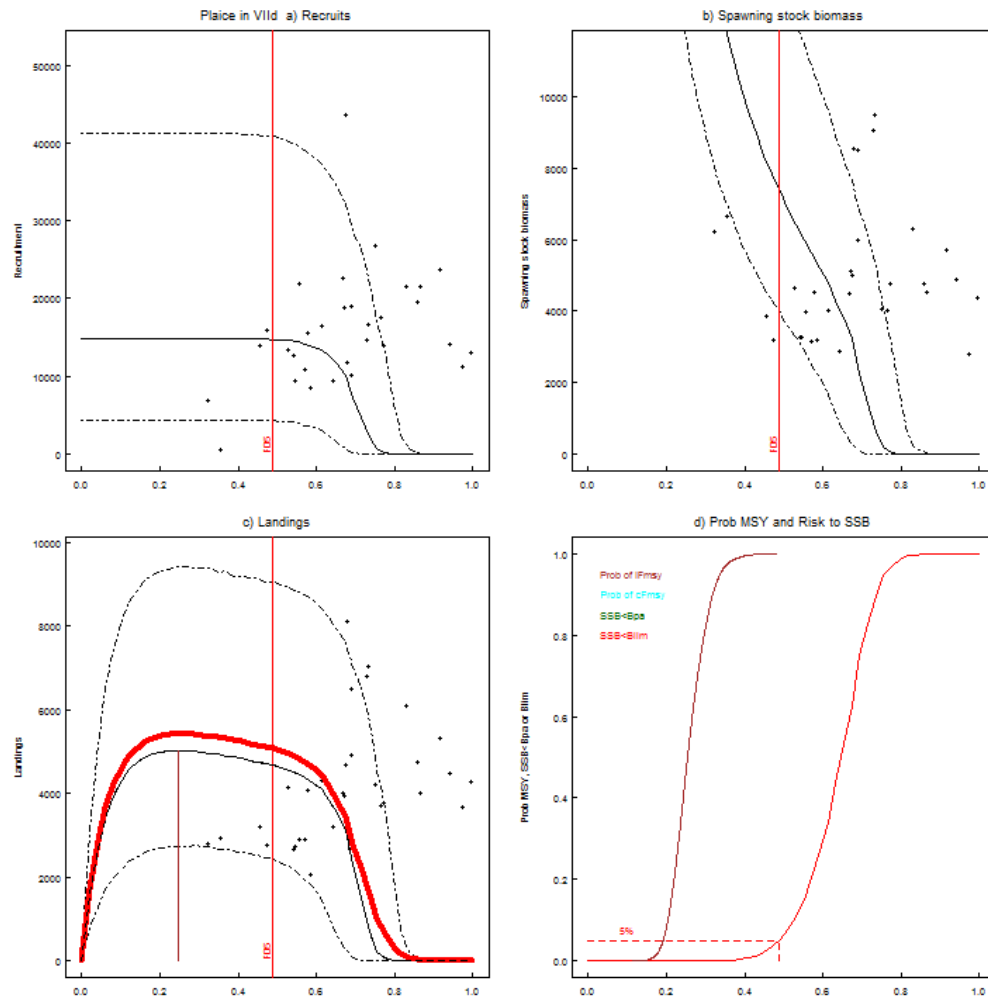 Plaice in VIId a) Recruits
b) Spawning stock biomass
Recruitment
50000
40000
30000
20000
10000
0
F05
0.0 0.2 0.4 0.6 0.8 1.0
Spawning stock biomass
10000
8000
6000
4000
2000
0
F05
0.0 0.2 0.4 0.6 0.8 1.0
c) Landings
d) Prob MSY and Risk to SSB
Landings
10000
8000
6000
4000
2000
0
F05
0.0 0.2 0.4 0.6 0.8 1.0
Prob MSY, SSB<Bpa or Blim
1.0
0.8
0.6
0.4
0.2
0.0
Prob of lFmsy
Prob of cFmsy
SSB<Bpa
SSB<Blim
5%
0.0 0.2 0.4 0.6 0.8 1.0